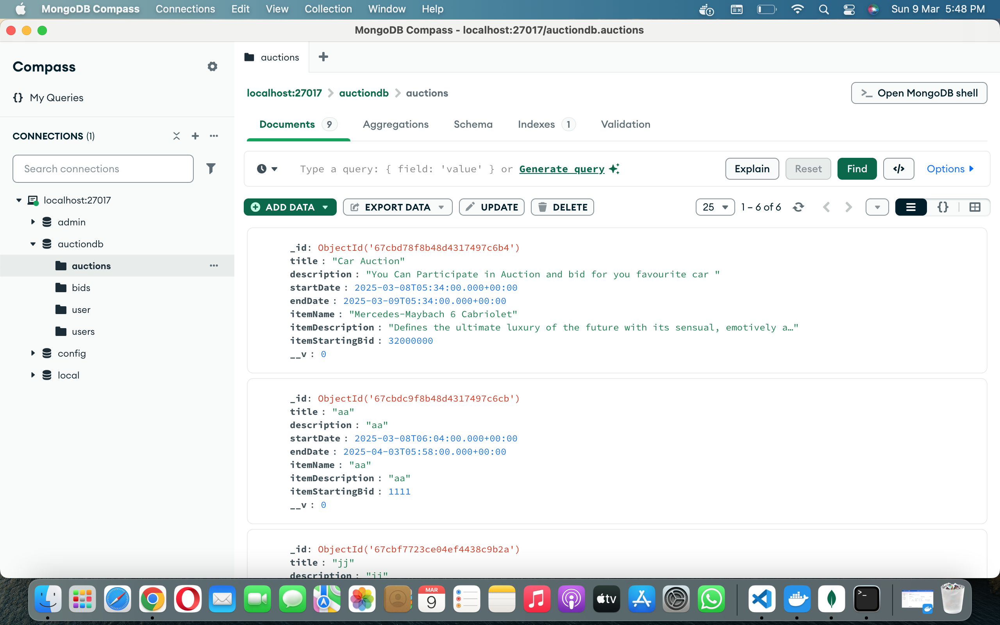 MongoDB Compass Connections Edit View Collection Window Help Sun 9 Mar 5:48 PM
MongoDB Compass - localhost:27017/auctiondb.auctions
Compass
{} My Queries
CONNECTIONS (1)
Search connections
localhost:27017
admin
auctiondb
auctions
bids
user
users
config
local
auctions
localhost:27017 > auctiondb > auctions
>_ Open MongoDB shell
Documents 9 Aggregations Schema Indexes 1 Validation
Type a query: { field: 'value' } or Generate query
Explain Reset Find </> Options
ADD DATA EXPORT DATA UPDATE DELETE 25 1 – 6 of 6 {}
_id: ObjectId('67cbd78f8b48d4317497c6b4')
title : "Car Auction"
description : "You Can Participate in Auction and bid for you favourite car "
startDate : 2025-03-08T05:34:00.000+00:00
endDate : 2025-03-09T05:34:00.000+00:00
itemName : "Mercedes-Maybach 6 Cabriolet"
itemDescription : "Defines the ultimate luxury of the future with its sensual, emotively a…"
itemStartingBid : 32000000
__v : 0
_id: ObjectId('67cbdc9f8b48d4317497c6cb')
title : "aa"
description : "aa"
startDate : 2025-03-08T06:04:00.000+00:00
endDate : 2025-04-03T05:58:00.000+00:00
itemName : "aa"
itemDescription : "aa"
itemStartingBid : 1111
__v : 0
_id: ObjectId('67cbf7723ce04ef4438c9b2a')
title : "jj"
description : "jj"
MAR
9
tv
>_